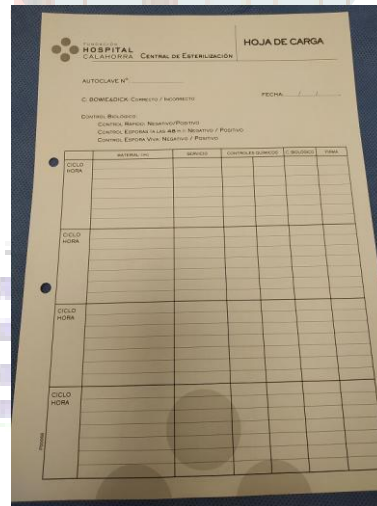 FUNDACIÓN
HOSPITAL
CALAHORRA CENTRAL DE ESTERILIZACIÓN
HOJA DE CARGA
AUTOCLAVE Nº
FECHA / /
C. BOWIE&DICK: CORRECTO / INCORRECTO
CONTROL BIOLÓGICO:
CONTROL RÁPIDO: NEGATIVO/POSITIVO
CONTROL ESPORAS (A LAS 48 H.): NEGATIVO / POSITIVO
CONTROL ESPORA VIVA: NEGATIVO / POSITIVO
MATERIAL SERVICIO CONTROLES QUÍMICOS C. BIOLÓGICO FIRMA
CICLO
HORA
CICLO
HORA
CICLO
HORA
CICLO
HORA